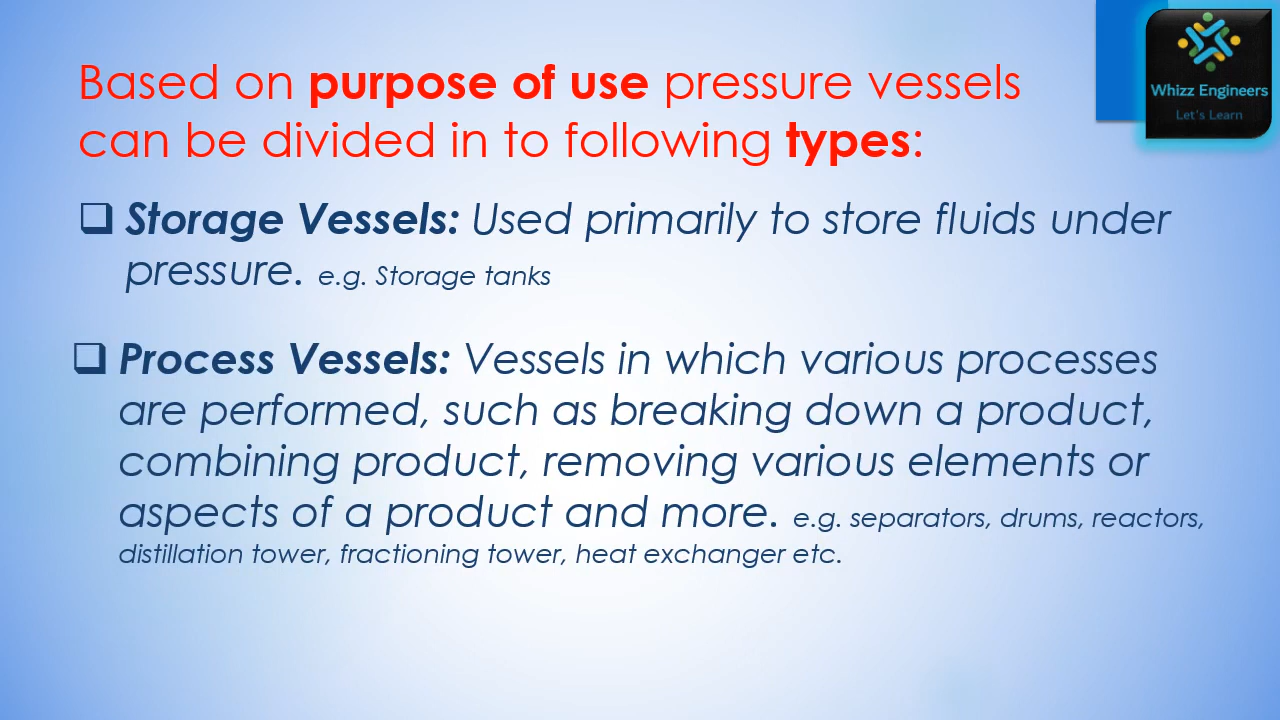 Whizz Engineers
Let's Learn
Based on purpose of use pressure vessels
can be divided in to following types:
Storage Vessels: Used primarily to store fluids under
pressure. e.g. Storage tanks
Process Vessels: Vessels in which various processes
are performed, such as breaking down a product,
combining product, removing various elements or
aspects of a product and more. e.g. separators, drums, reactors,
distillation tower, fractioning tower, heat exchanger etc.